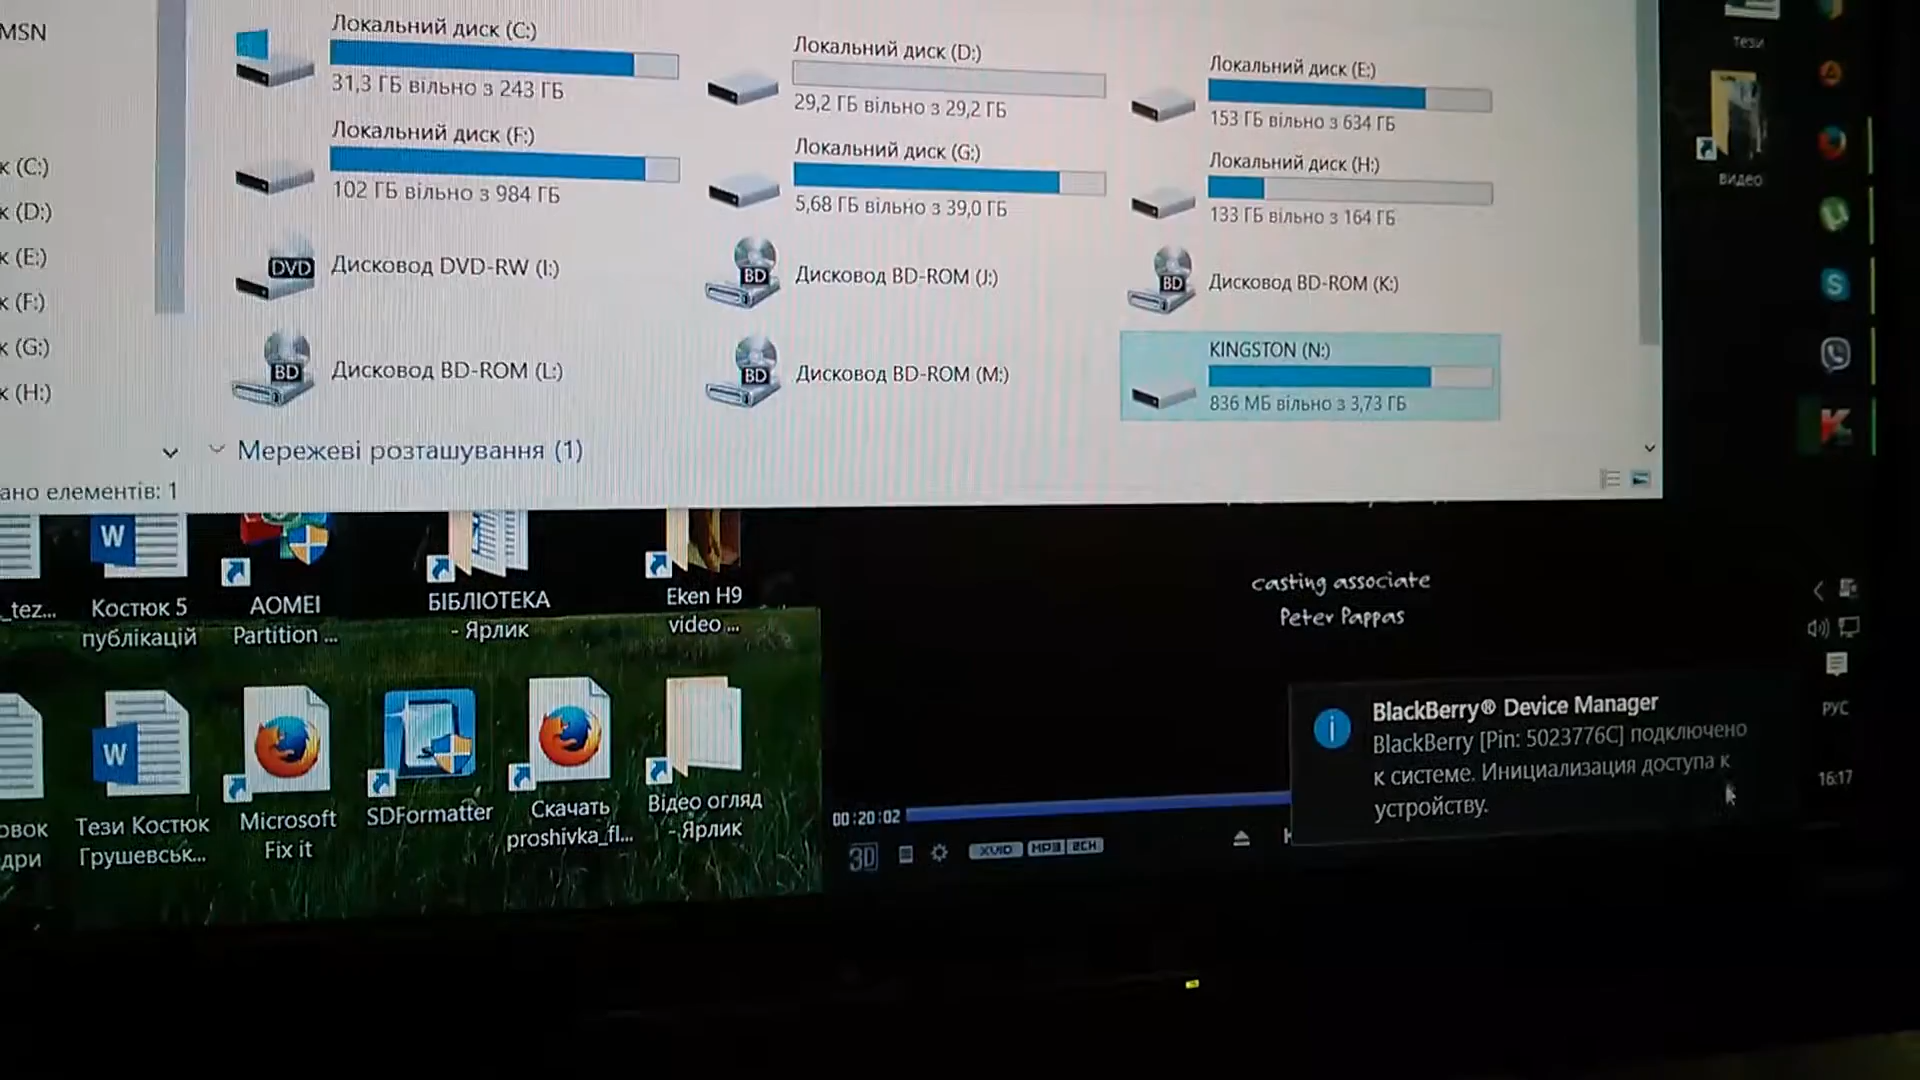 MSN
Локальний диск (C:)
31,3 ГБ вільно з 243 ГБ
Локальний диск (D:)
29,2 ГБ вільно з 29,2 ГБ
Локальний диск (E:)
153 ГБ вільно з 634 ГБ
Локальний диск (F:)
102 ГБ вільно з 984 ГБ
Локальний диск (G:)
5,68 ГБ вільно з 39,0 ГБ
Локальний диск (H:)
133 ГБ вільно з 164 ГБ
DVD
Дисковод DVD-RW (I:)
BD
Дисковод BD-ROM (J:)
BD
Дисковод BD-ROM (K:)
BD
Дисковод BD-ROM (L:)
BD
Дисковод BD-ROM (M:)
KINGSTON (N:)
836 МБ вільно з 3,73 ГБ
к (C:)
к (D:)
к (E:)
к (F:)
к (G:)
к (H:)
Мережеві розташування (1)
ано елементів: 1
тези
видео
_tez...
Костюк 5
публікацій
AOMEI
Partition ...
БІБЛІОТЕКА
- Ярлик
Eken H9
video ...
овок
дри
Тези Костюк
Грушевськ...
Microsoft
Fix it
SDFormatter
Скачать
proshivka_fl...
Відео огляд
- Ярлик
casting associate
Peter Pappas
00:20:02
3D
XVID
MP3
2CH
BlackBerry® Device Manager
BlackBerry [Pin: 5023776C] подключено
к системе. Инициализация доступа к
устройству.
РУС
16:17